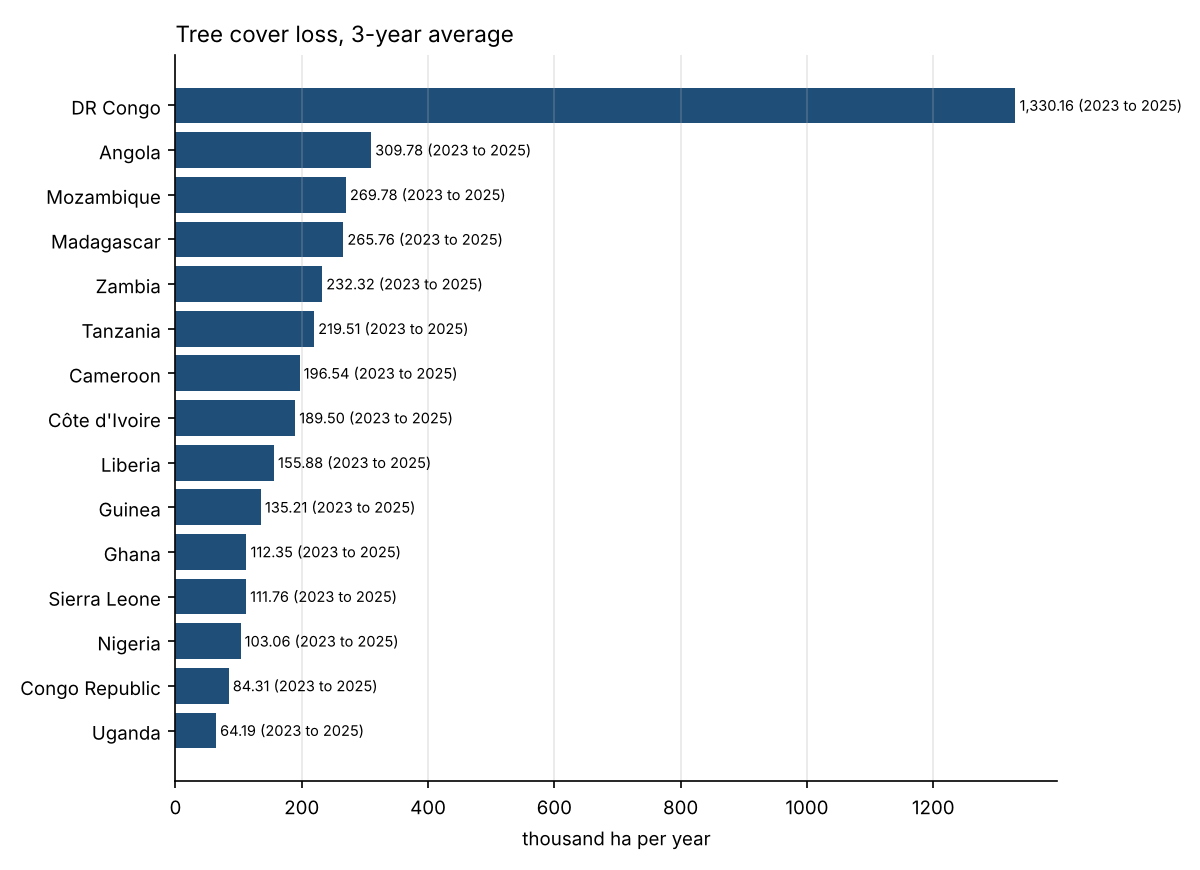 Tree cover loss, 3-year average
DR Congo 1,330.16 (2023 to 2025)
Angola 309.78 (2023 to 2025)
Mozambique 269.78 (2023 to 2025)
Madagascar 265.76 (2023 to 2025)
Zambia 232.32 (2023 to 2025)
Tanzania 219.51 (2023 to 2025)
Cameroon 196.54 (2023 to 2025)
Côte d'Ivoire 189.50 (2023 to 2025)
Liberia 155.88 (2023 to 2025)
Guinea 135.21 (2023 to 2025)
Ghana 112.35 (2023 to 2025)
Sierra Leone 111.76 (2023 to 2025)
Nigeria 103.06 (2023 to 2025)
Congo Republic 84.31 (2023 to 2025)
Uganda 64.19 (2023 to 2025)
0 200 400 600 800 1000 1200
thousand ha per year